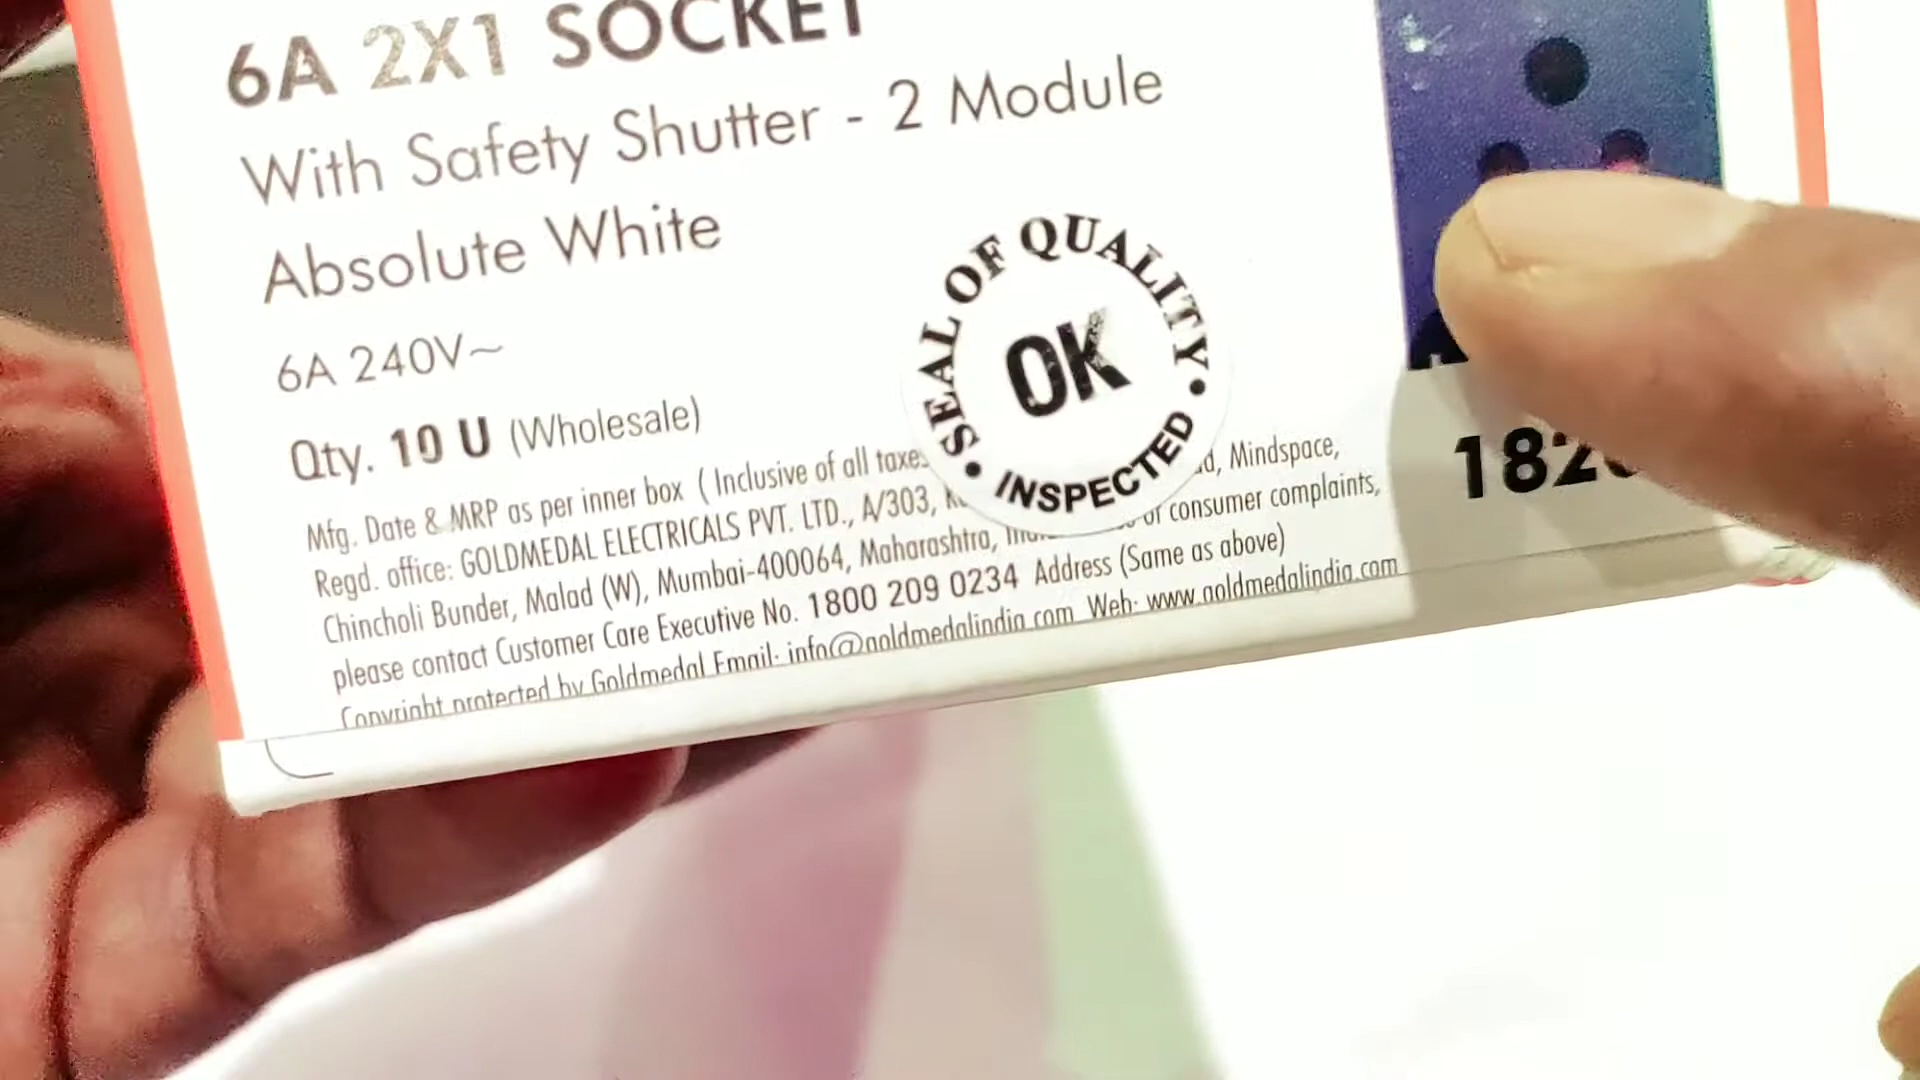 6A 2X1 SOCKET
With Safety Shutter - 2 Module
Absolute White
6A 240V~
Qty. 10 U (Wholesale)
SEAL OF QUALITY
OK
INSPECTED
Mfg. Date & MRP as per inner box ( Inclusive of all taxes
Regd. office: GOLDMEDAL ELECTRICALS PVT. LTD., A/303, Mindspace,
Chincholi Bunder, Malad (W), Mumbai-400064, Maharashtra, of consumer complaints,
please contact Customer Care Executive No. 1800 209 0234 Address (Same as above)
Copyright protected by Goldmedal Email: info@goldmedalindia.com Web: www.goldmedalindia.com
182